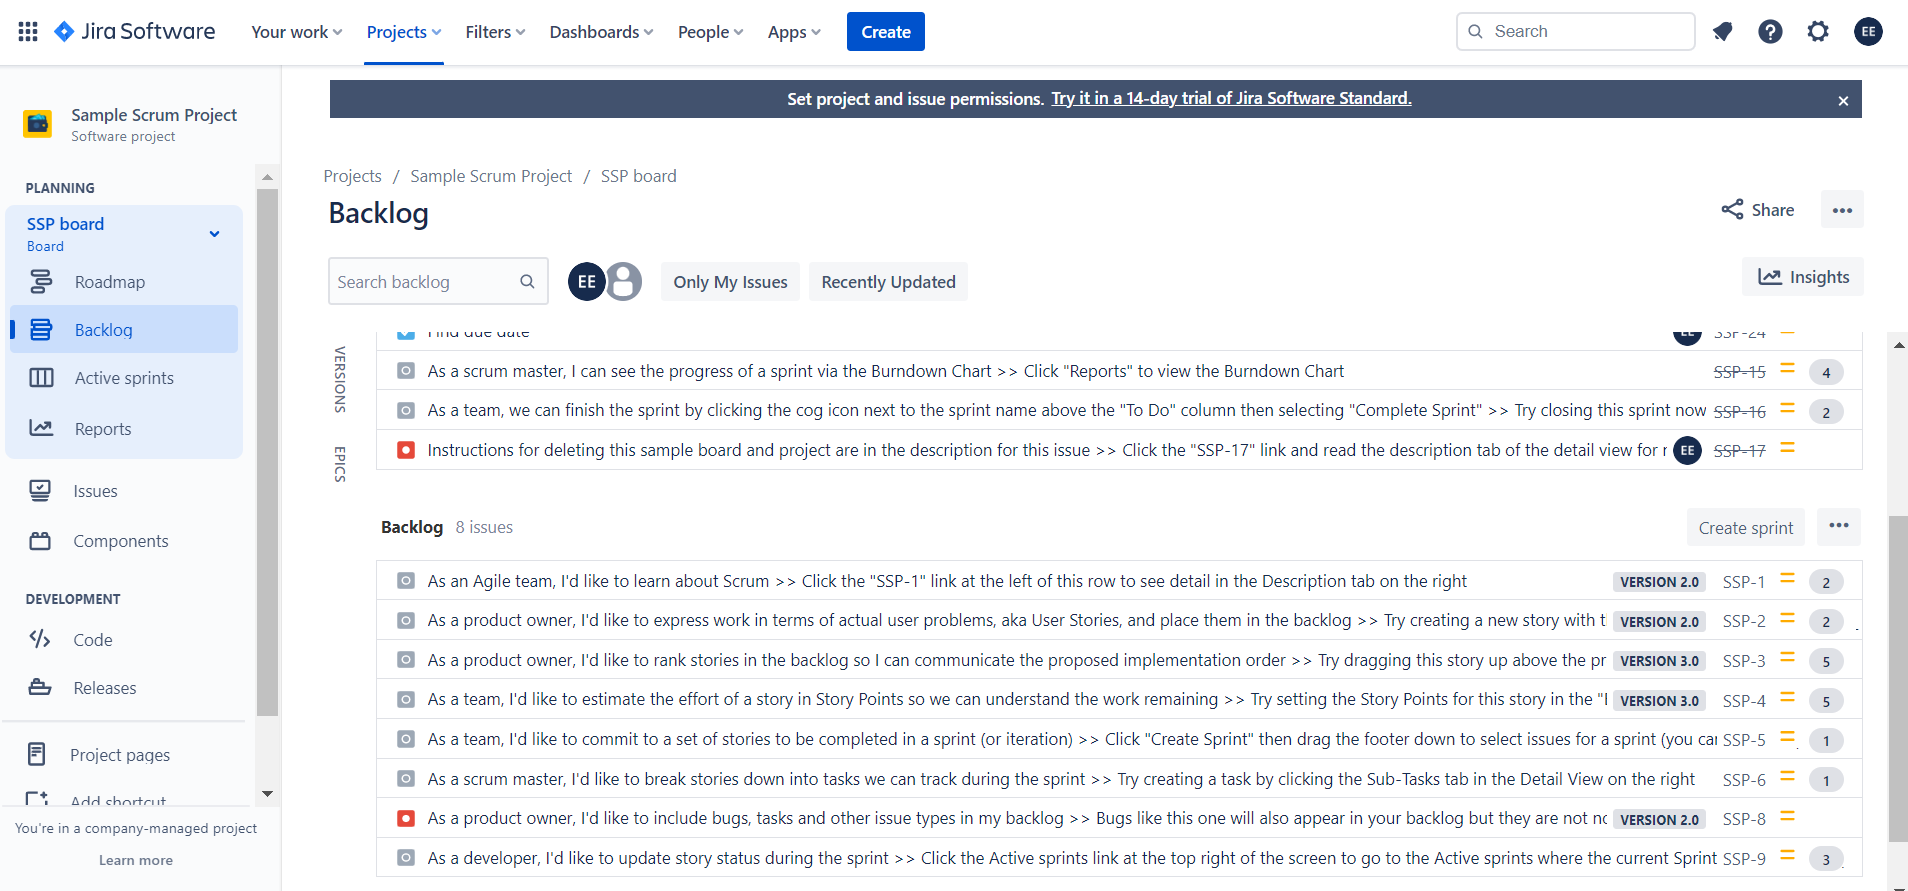 Jira Software Your work Projects Filters Dashboards People Apps Create Search EE
Set project and issue permissions. Try it in a 14-day trial of Jira Software Standard.
Sample Scrum Project
Software project
PLANNING
SSP board
Board
Roadmap
Backlog
Active sprints
Reports
Issues
Components
DEVELOPMENT
Code
Releases
Project pages
Add shortcut
You're in a company-managed project
Learn more
Projects / Sample Scrum Project / SSP board
Backlog
Share
Search backlog EE Only My Issues Recently Updated Insights
VERSIONS
EPICS
Find due date EE SSP-24
As a scrum master, I can see the progress of a sprint via the Burndown Chart >> Click "Reports" to view the Burndown Chart SSP-15 4
As a team, we can finish the sprint by clicking the cog icon next to the sprint name above the "To Do" column then selecting "Complete Sprint" >> Try closing this sprint now SSP-16 2
Instructions for deleting this sample board and project are in the description for this issue >> Click the "SSP-17" link and read the description tab of the detail view for r EE SSP-17
Backlog 8 issues Create sprint
As an Agile team, I'd like to learn about Scrum >> Click the "SSP-1" link at the left of this row to see detail in the Description tab on the right VERSION 2.0 SSP-1 2
As a product owner, I'd like to express work in terms of actual user problems, aka User Stories, and place them in the backlog >> Try creating a new story with t VERSION 2.0 SSP-2 2
As a product owner, I'd like to rank stories in the backlog so I can communicate the proposed implementation order >> Try dragging this story up above the pr VERSION 3.0 SSP-3 5
As a team, I'd like to estimate the effort of a story in Story Points so we can understand the work remaining >> Try setting the Story Points for this story in the " VERSION 3.0 SSP-4 5
As a team, I'd like to commit to a set of stories to be completed in a sprint (or iteration) >> Click "Create Sprint" then drag the footer down to select issues for a sprint (you can SSP-5 1
As a scrum master, I'd like to break stories down into tasks we can track during the sprint >> Try creating a task by clicking the Sub-Tasks tab in the Detail View on the right SSP-6 1
As a product owner, I'd like to include bugs, tasks and other issue types in my backlog >> Bugs like this one will also appear in your backlog but they are not no VERSION 2.0 SSP-8
As a developer, I'd like to update story status during the sprint >> Click the Active sprints link at the top right of the screen to go to the Active sprints where the current Sprint SSP-9 3